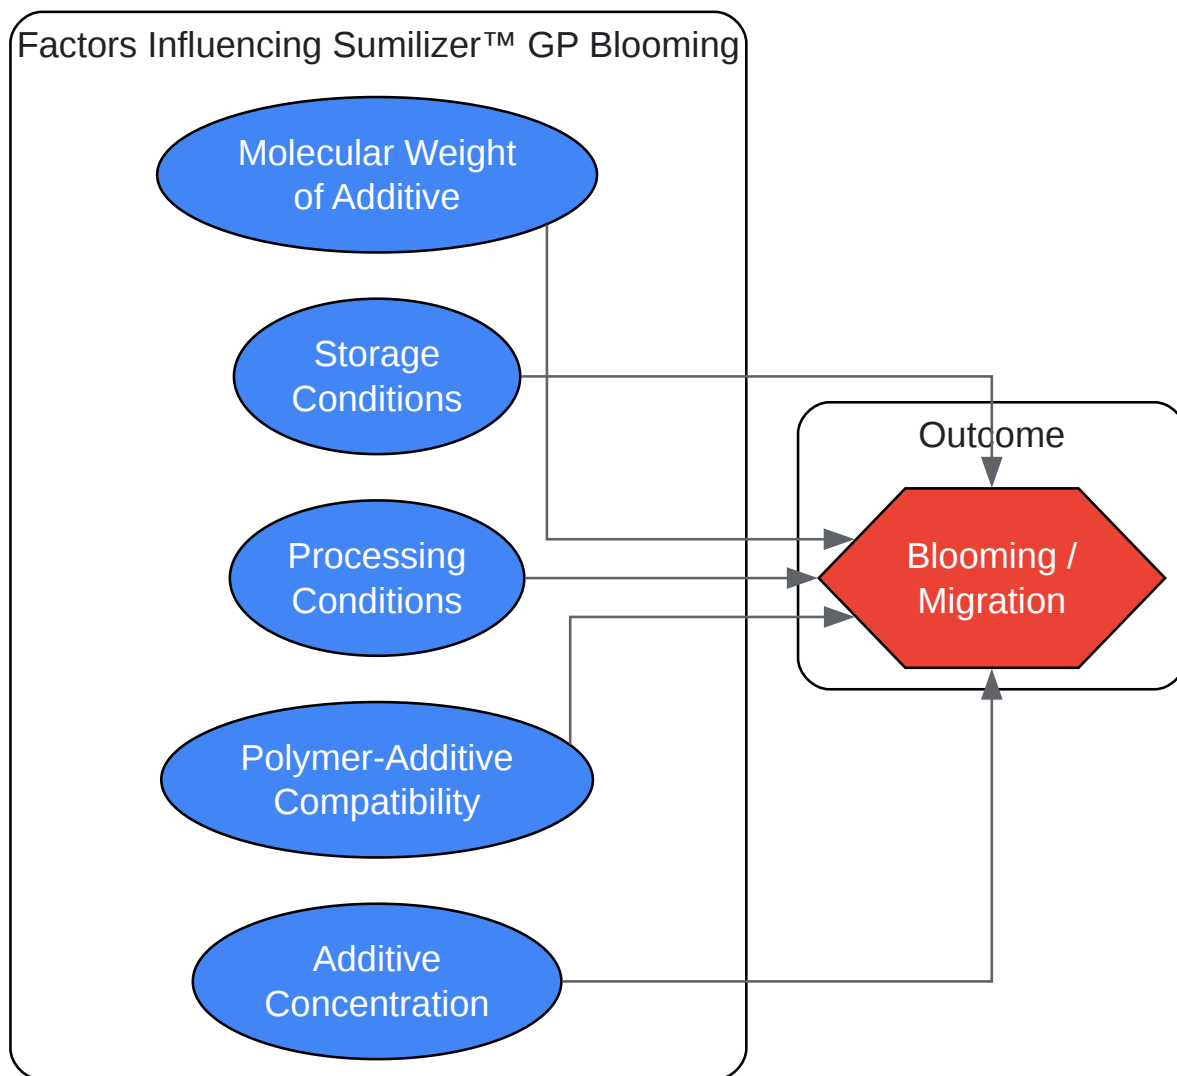 Factors Influencing Sumilizer™ GP Blooming
Molecular Weight
of Additive
Storage
Conditions
Processing
Conditions
Polymer-Additive
Compatibility
Additive
Concentration
Outcome
Blooming /
Migration